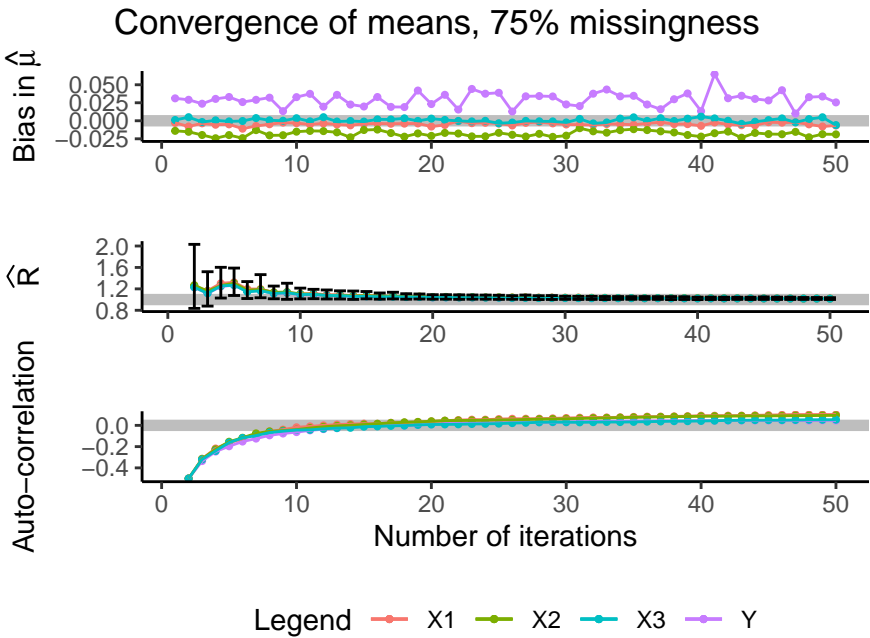 Convergence of means, 75% missingness
Bias in μ̂
0.050
0.025
0.000
−0.025
0 10 20 30 40 50
R̂
2.0
1.6
1.2
0.8
0 10 20 30 40 50
Auto−correlation
0.0
−0.2
−0.4
0 10 20 30 40 50
Number of iterations
Legend X1 X2 X3 Y